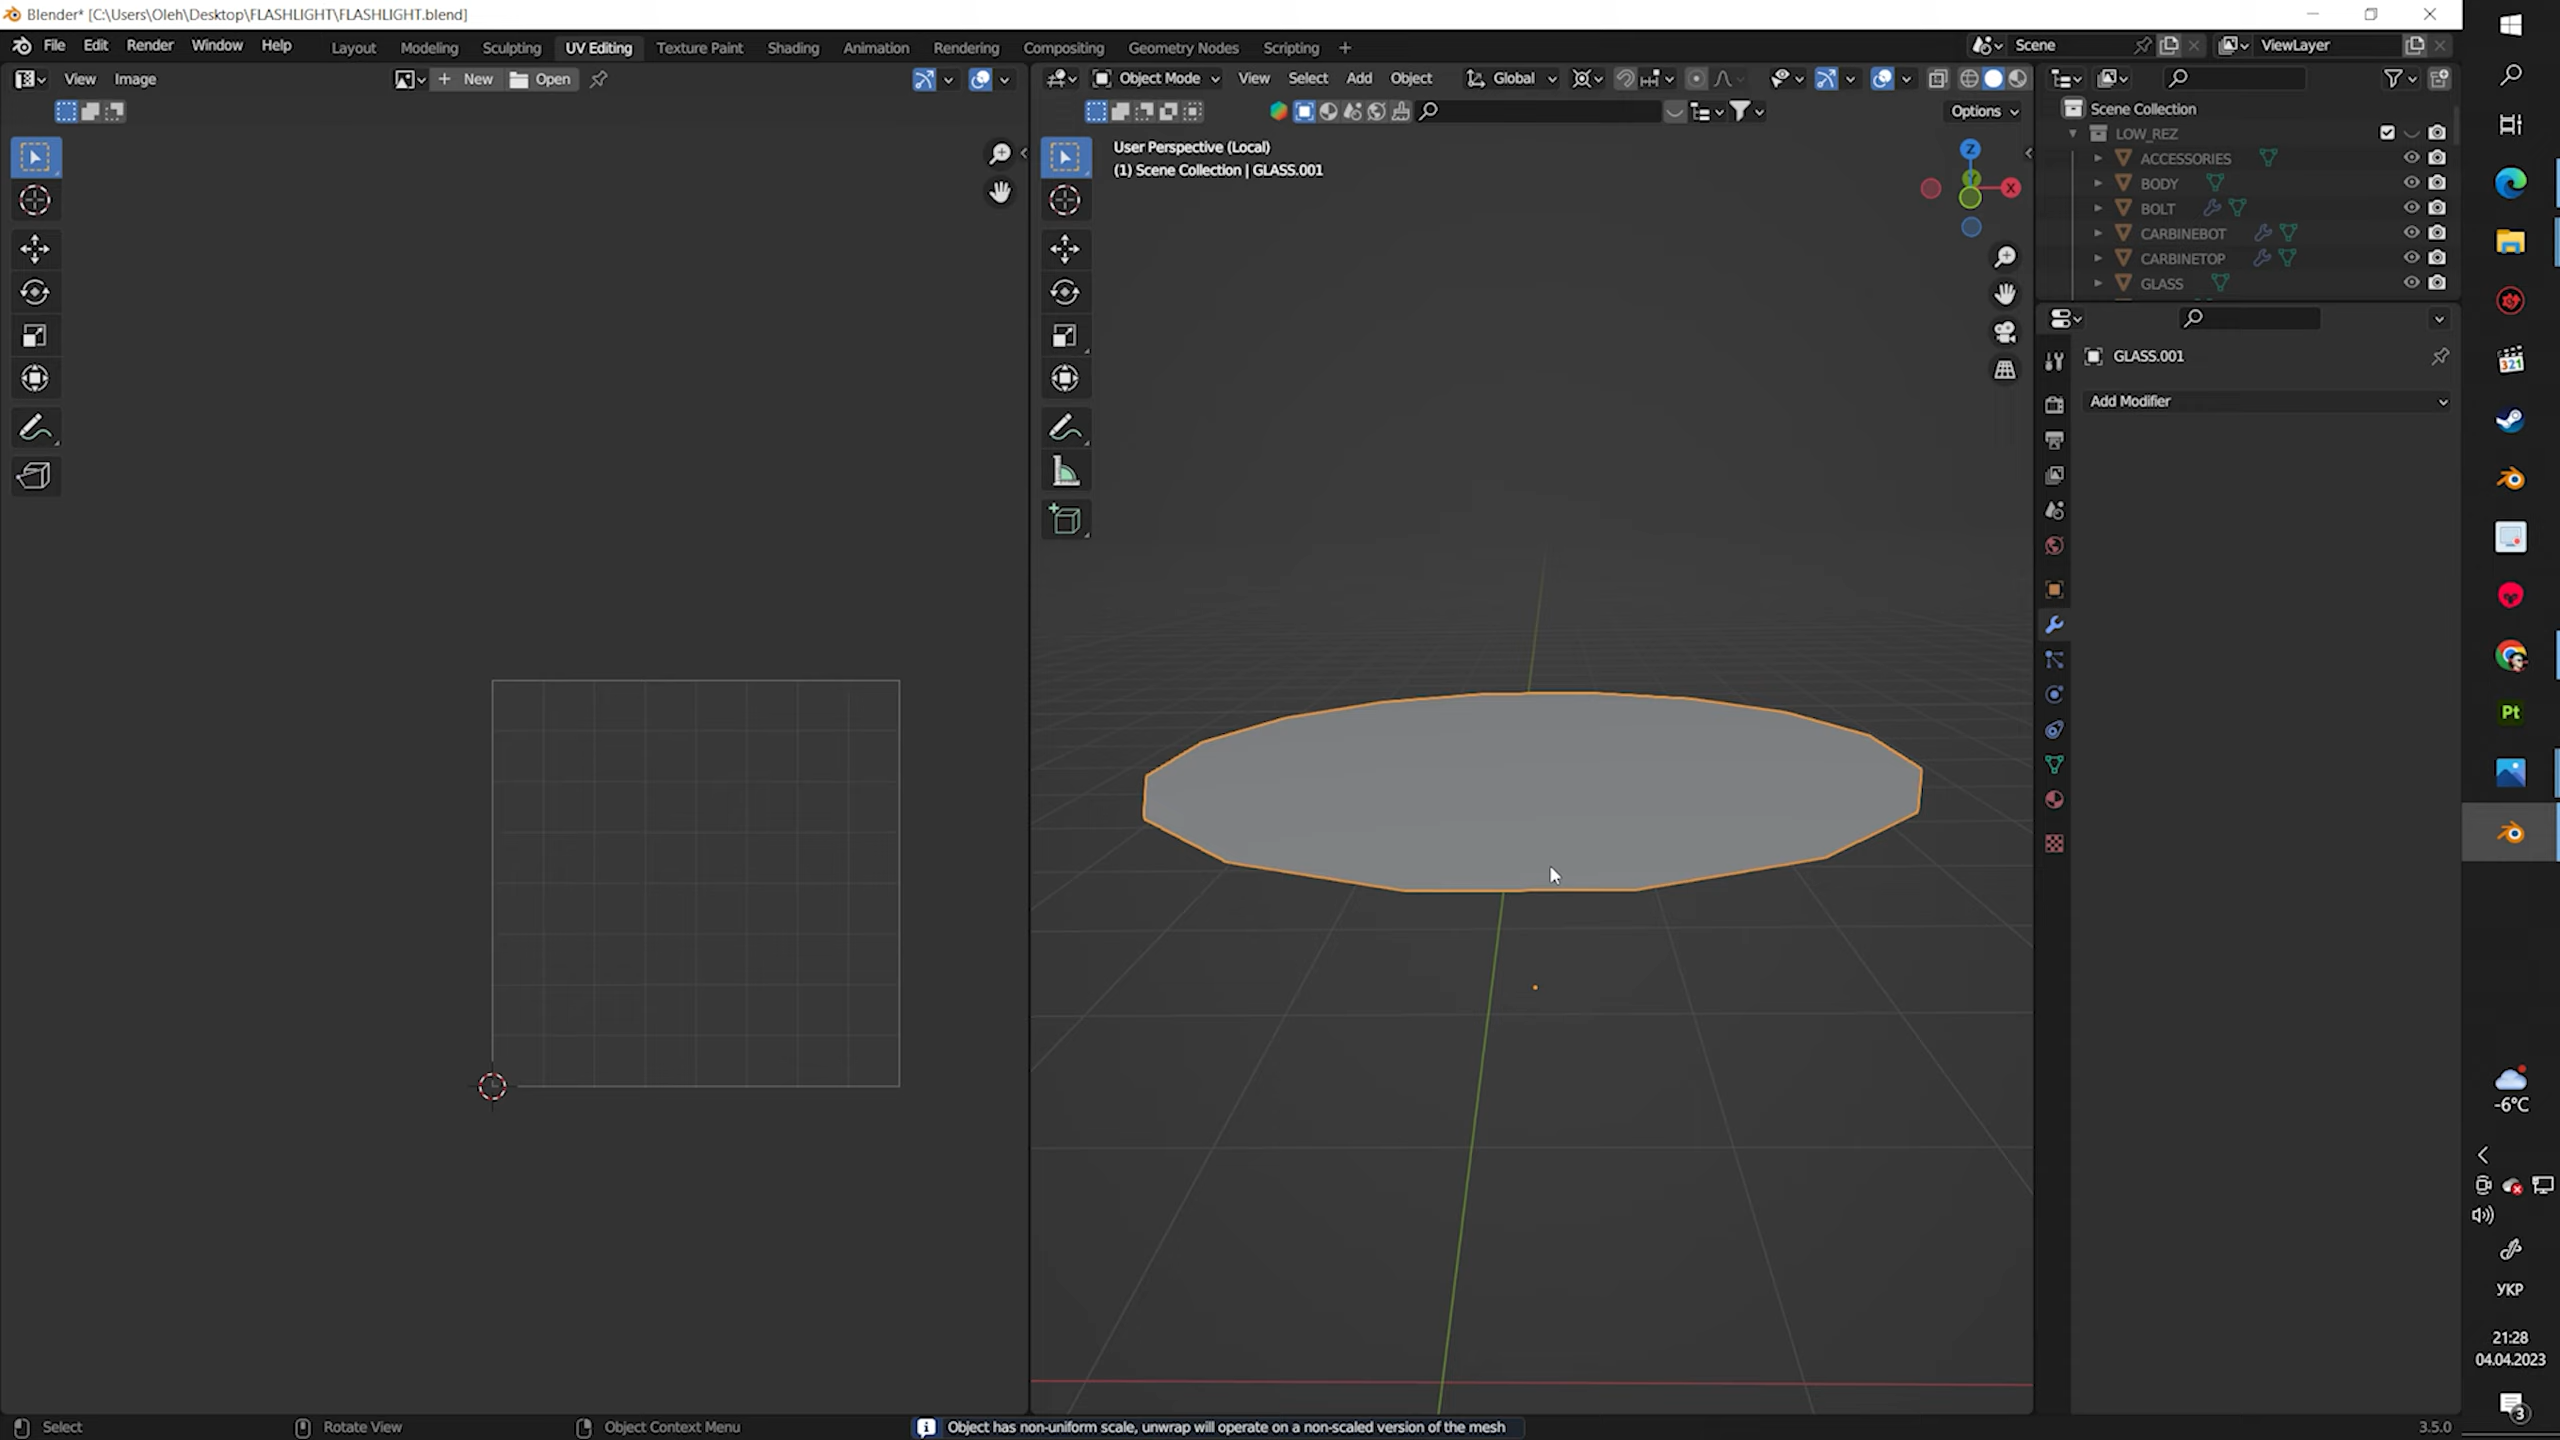 Blender* [C:\Users\Oleh\Desktop\FLASHLIGHT\FLASHLIGHT.blend]
File Edit Render Window Help Layout Modeling Sculpting UV Editing Texture Paint Shading Animation Rendering Compositing Geometry Nodes Scripting + Scene ViewLayer
View Image New Open Object Mode View Select Add Object Global
Options
Scene Collection
LOW_REZ
ACCESSORIES
BODY
BOLT
CARBINEBOT
CARBINETOP
GLASS
User Perspective (Local)
(1) Scene Collection | GLASS.001
Z
Y
X
GLASS.001
Add Modifier
321
Pt
-6°C
УКР
21:28
04.04.2023
3
Select Rotate View Object Context Menu Object has non-uniform scale, unwrap will operate on a non-scaled version of the mesh 3.5.0